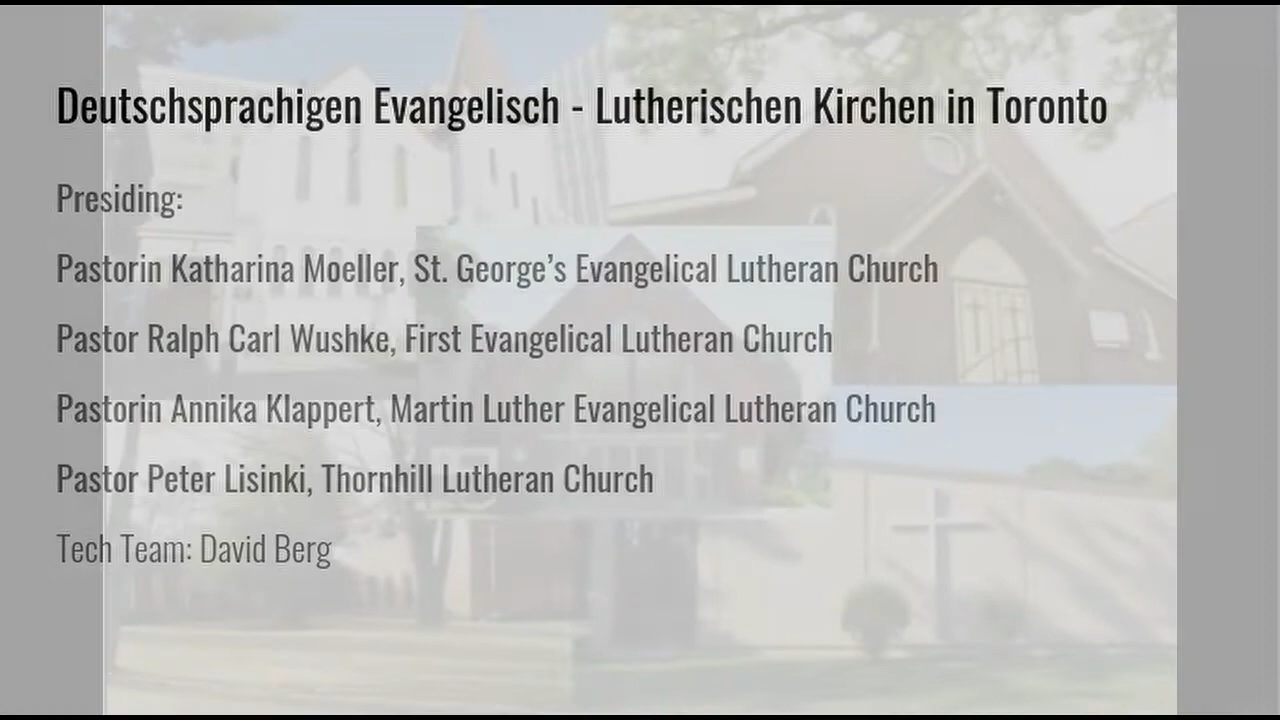 Deutschsprachigen Evangelisch - Lutherischen Kirchen in Toronto
Presiding:
Pastorin Katharina Moeller, St. George’s Evangelical Lutheran Church
Pastor Ralph Carl Wushke, First Evangelical Lutheran Church
Pastorin Annika Klappert, Martin Luther Evangelical Lutheran Church
Pastor Peter Lisinki, Thornhill Lutheran Church
Tech Team: David Berg